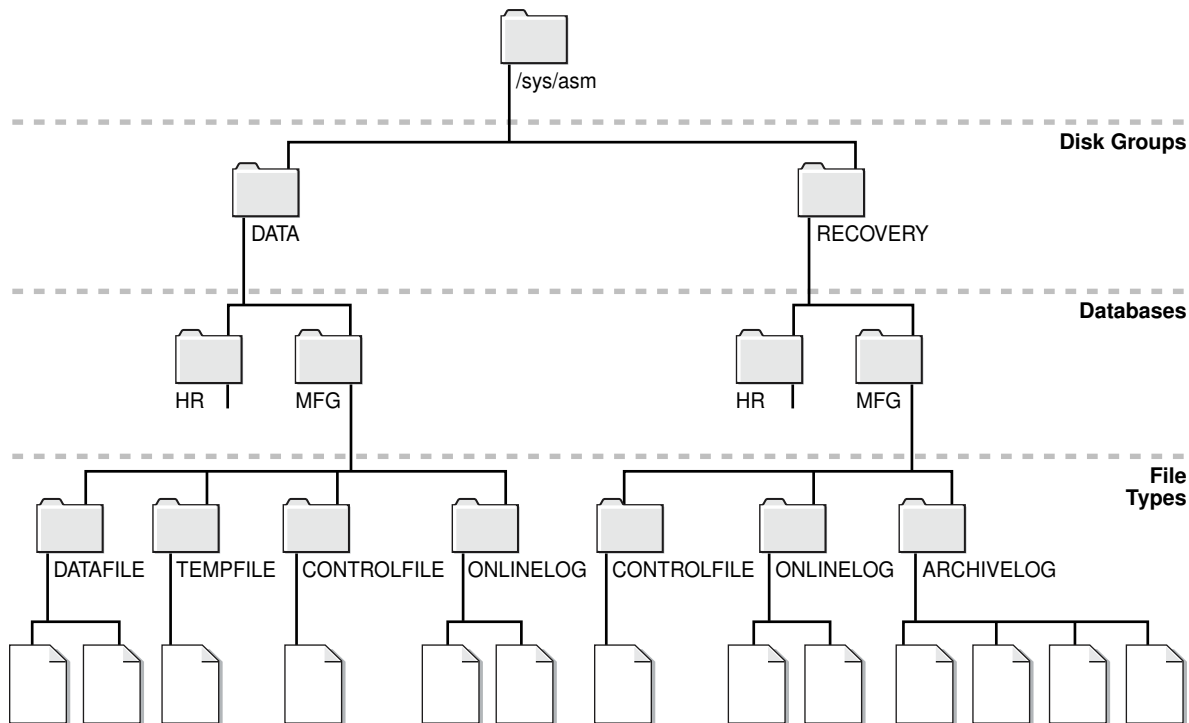 /sys/asm
Disk Groups
DATA
RECOVERY
Databases
HR
MFG
HR
MFG
File
Types
DATAFILE
TEMPFILE
CONTROLFILE
ONLINELOG
CONTROLFILE
ONLINELOG
ARCHIVELOG